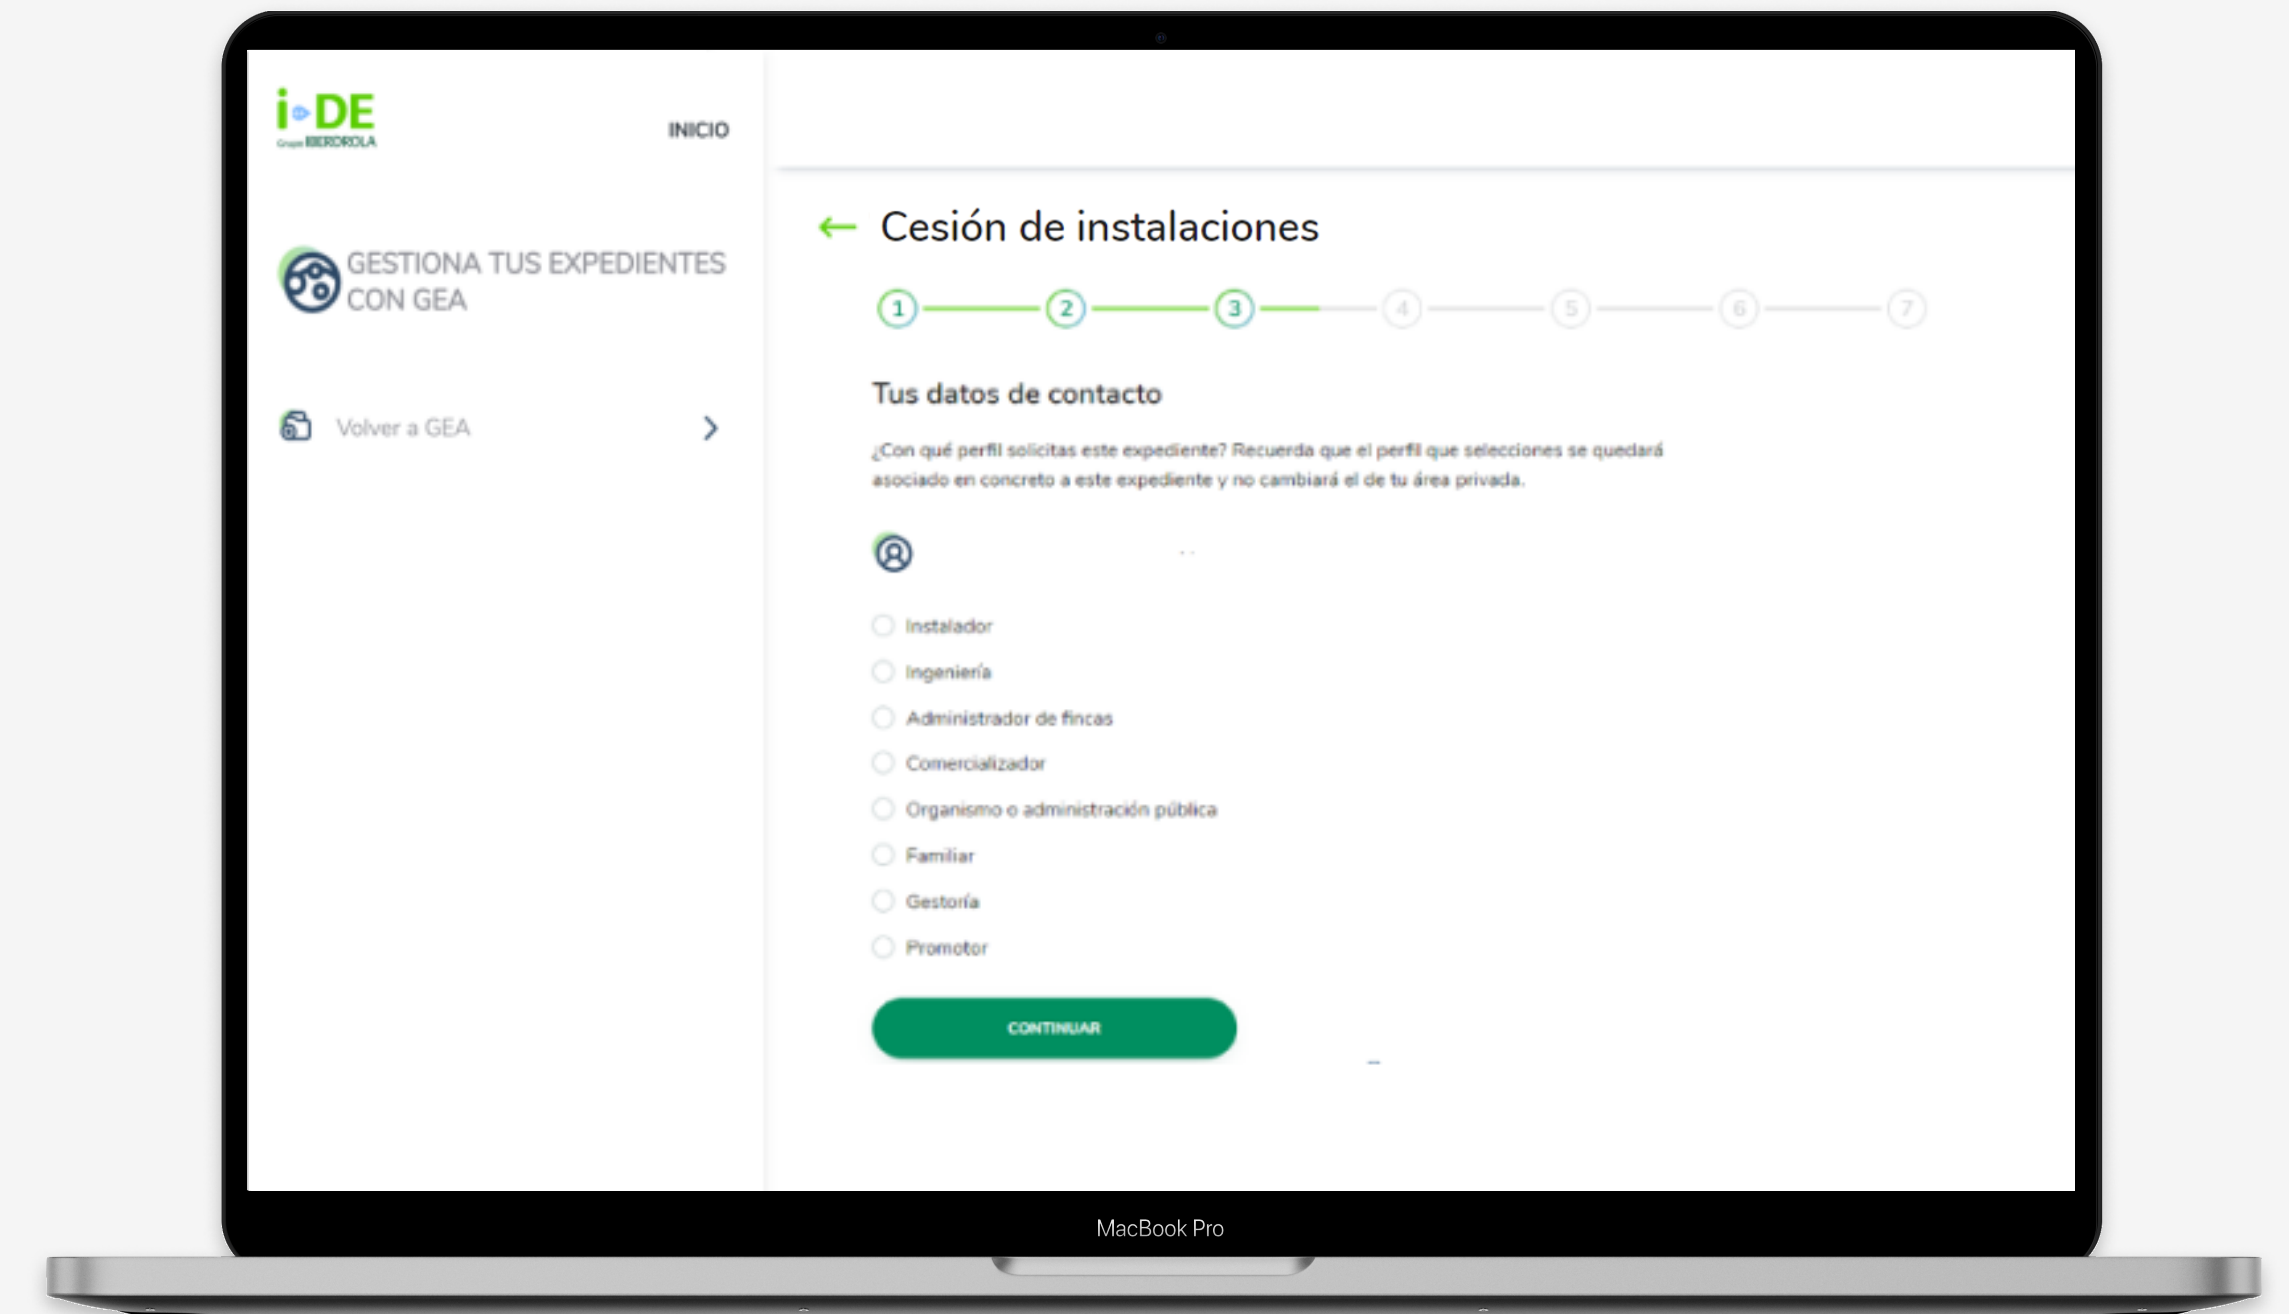 i-DE
Grupo IBERDROLA
INICIO
GESTIONA TUS EXPEDIENTES
CON GEA
Volver a GEA
Cesión de instalaciones
1 2 3 4 5 6 7
Tus datos de contacto
¿Con qué perfil solicitas este expediente? Recuerda que el perfil que selecciones se quedará
asociado en concreto a este expediente y no cambiará el de tu área privada.
Instalador
Ingeniería
Administrador de fincas
Comercializador
Organismo o administración pública
Familiar
Gestoría
Promotor
CONTINUAR
MacBook Pro